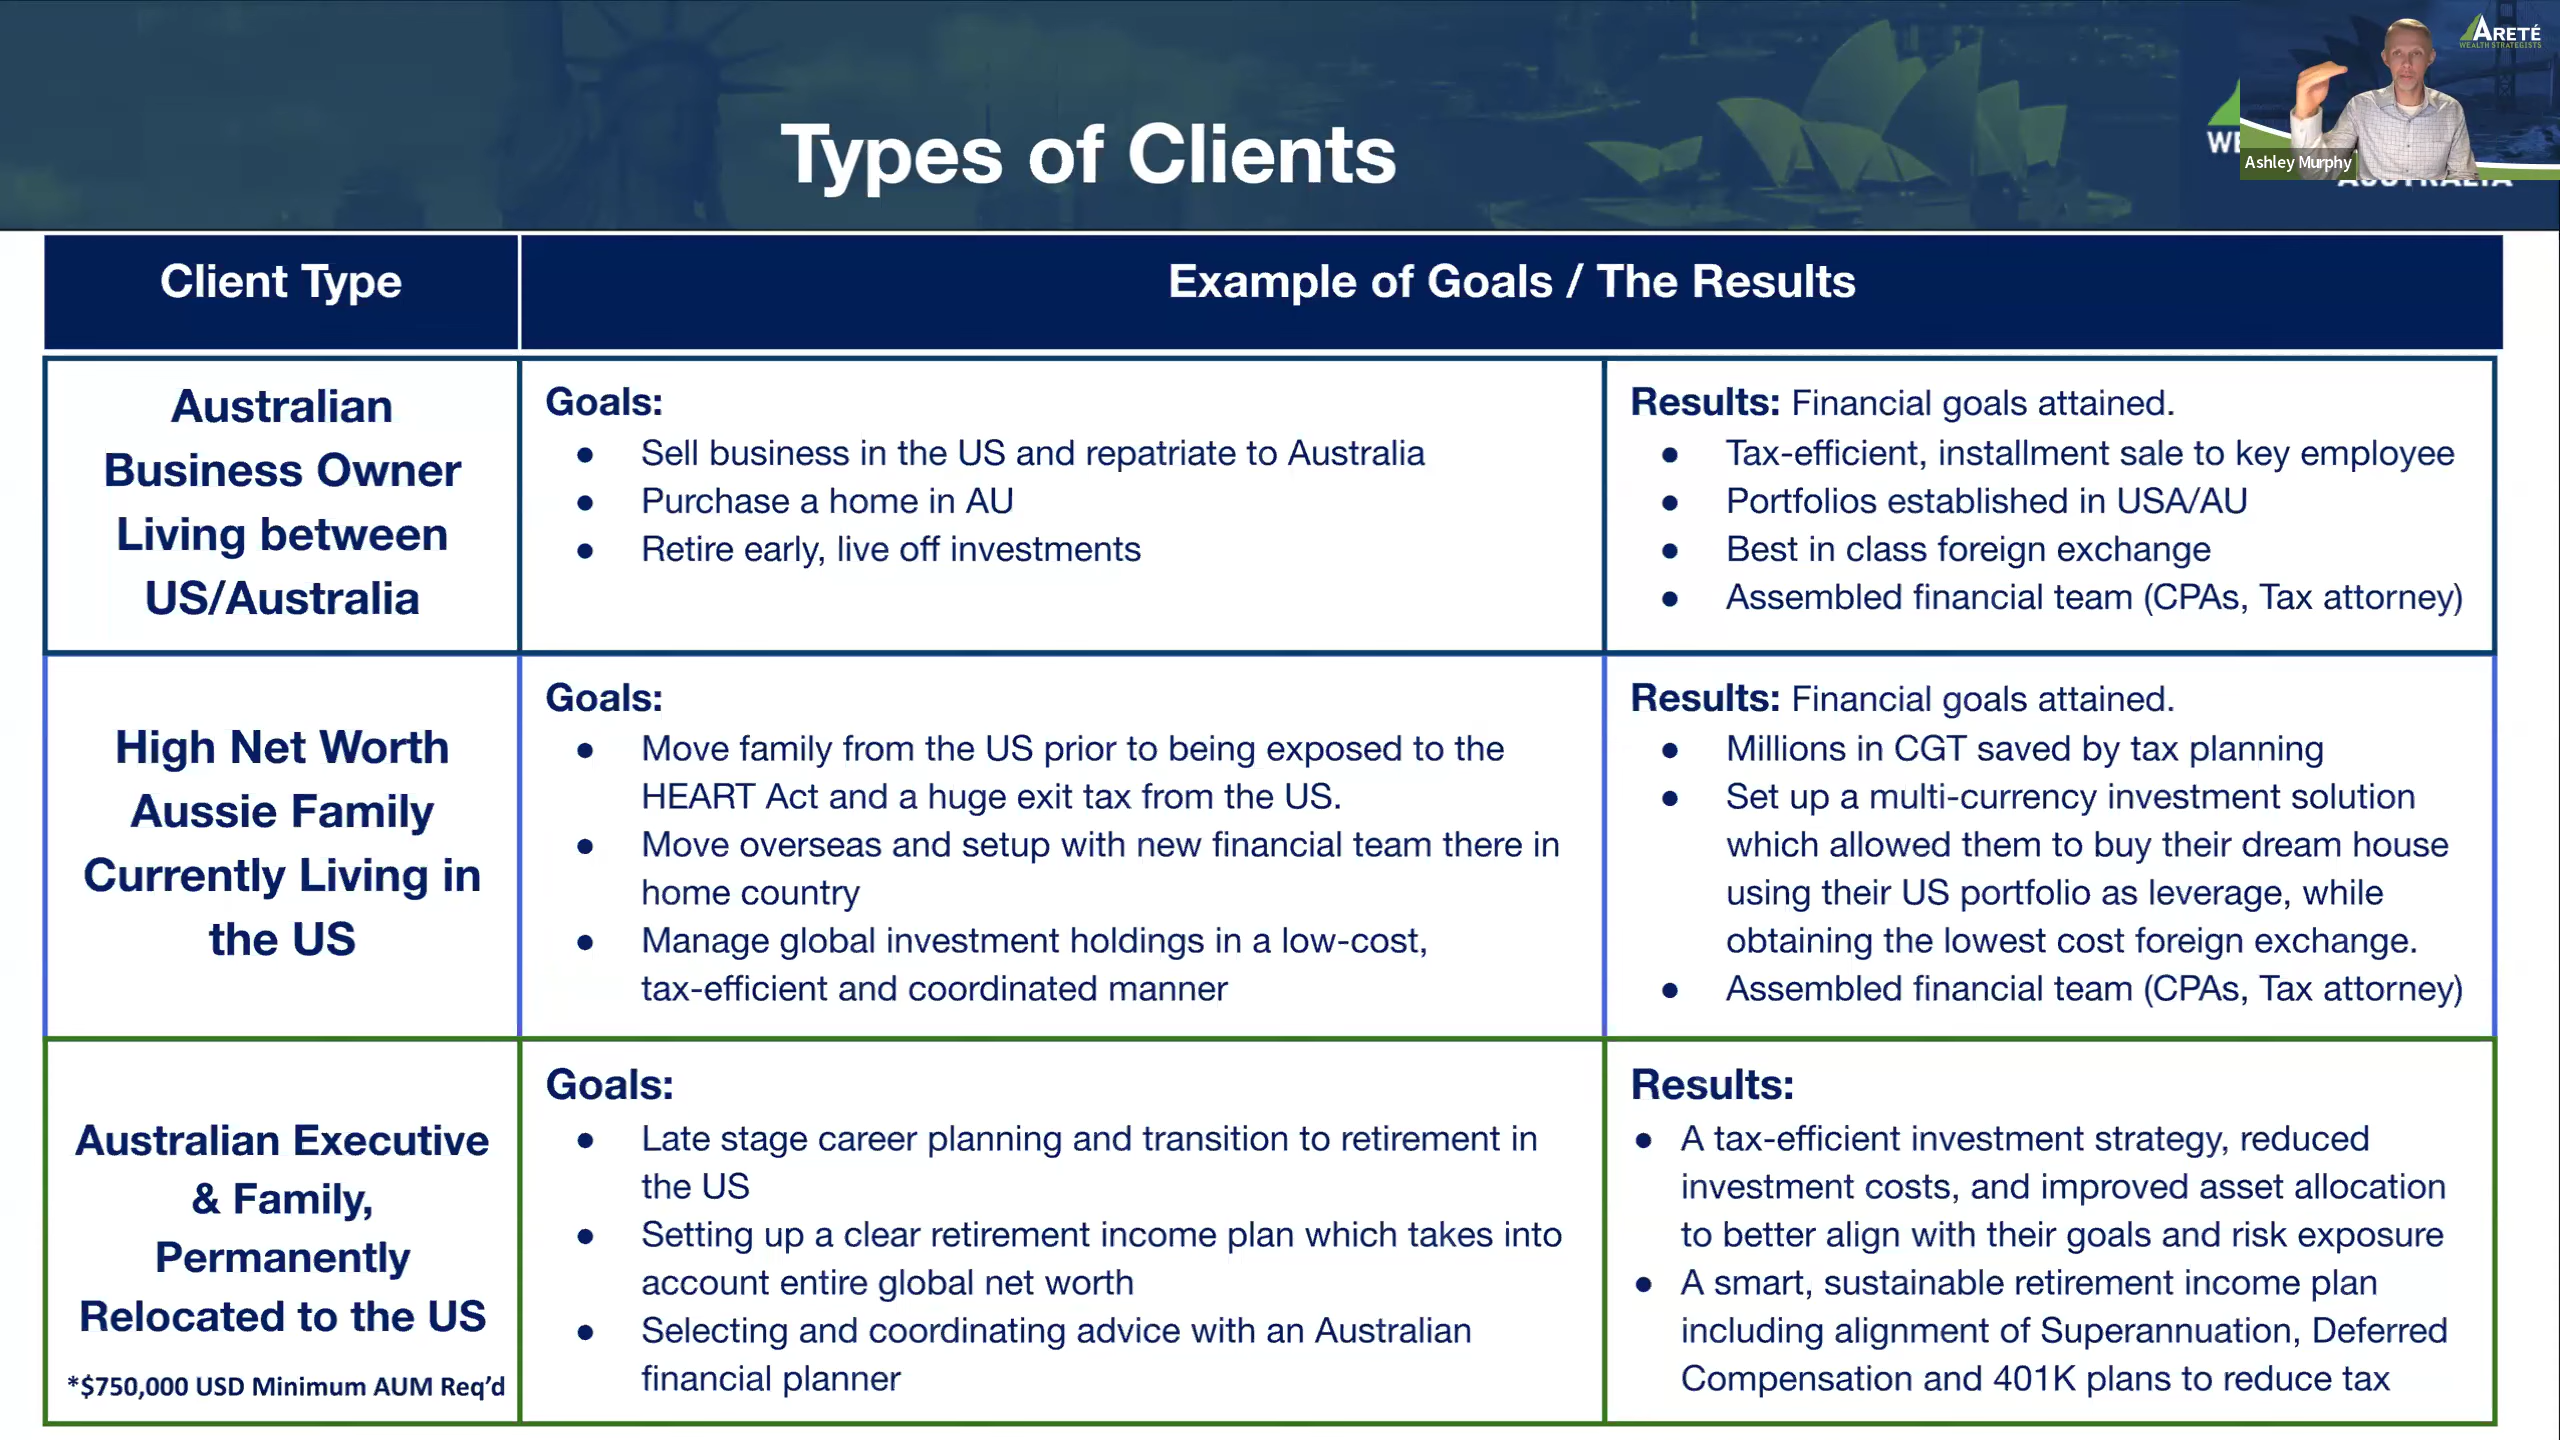 Types of Clients
ARETÉ
WEALTH STRATEGISTS
WE
Ashley Murphy
AUSTRALIA
Client Type
Example of Goals / The Results
Australian
Business Owner
Living between
US/Australia
Goals:
● Sell business in the US and repatriate to Australia
● Purchase a home in AU
● Retire early, live off investments
Results: Financial goals attained.
● Tax-efficient, installment sale to key employee
● Portfolios established in USA/AU
● Best in class foreign exchange
● Assembled financial team (CPAs, Tax attorney)
High Net Worth
Aussie Family
Currently Living in
the US
Goals:
● Move family from the US prior to being exposed to the
HEART Act and a huge exit tax from the US.
● Move overseas and setup with new financial team there in
home country
● Manage global investment holdings in a low-cost,
tax-efficient and coordinated manner
Results: Financial goals attained.
● Millions in CGT saved by tax planning
● Set up a multi-currency investment solution
which allowed them to buy their dream house
using their US portfolio as leverage, while
obtaining the lowest cost foreign exchange.
● Assembled financial team (CPAs, Tax attorney)
Australian Executive
& Family,
Permanently
Relocated to the US
*$750,000 USD Minimum AUM Req’d
Goals:
● Late stage career planning and transition to retirement in
the US
● Setting up a clear retirement income plan which takes into
account entire global net worth
● Selecting and coordinating advice with an Australian
financial planner
Results:
● A tax-efficient investment strategy, reduced
investment costs, and improved asset allocation
to better align with their goals and risk exposure
● A smart, sustainable retirement income plan
including alignment of Superannuation, Deferred
Compensation and 401K plans to reduce tax